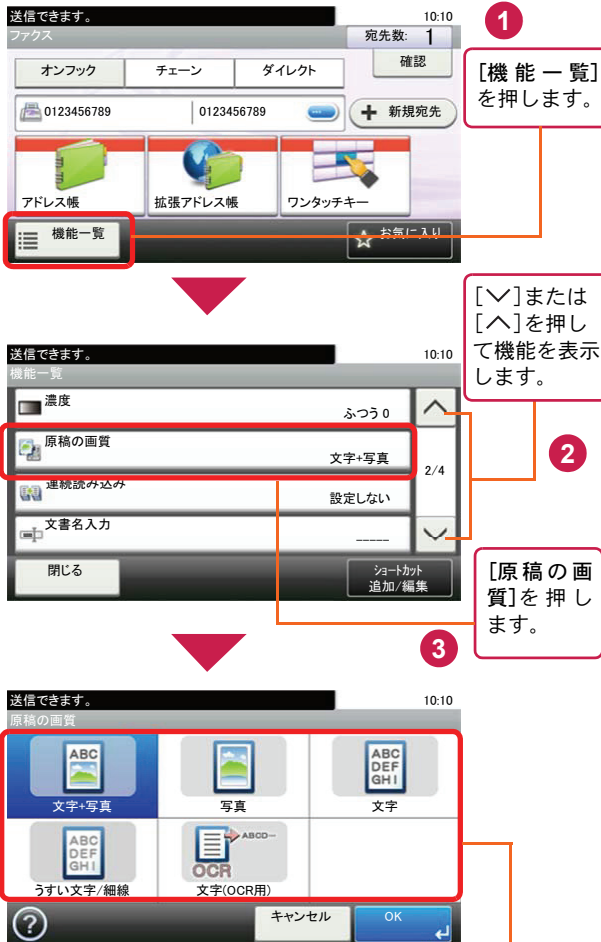 送信できます。 10:10
ファクス 宛先数: 1
オンフック チェーン ダイレクト 確認
0123456789 0123456789 新規宛先
アドレス帳 拡張アドレス帳 ワンタッチキー
機能一覧 お気に入り
1
[機能一覧]
を押します。
[∨]または
[∧]を押し
て機能を表示
します。
2
送信できます。 10:10
機能一覧
濃度 ふつう 0
原稿の画質 文字+写真
2/4
連続読み込み 設定しない
文書名入力 -----
閉じる ショートカット
追加/編集
[原稿の画
質]を押し
ます。
3
送信できます。 10:10
原稿の画質
ABC
ABC
DEF
GHI
文字+写真 写真 文字
ABC
DEF
GHI
ABCD-
OCR
うすい文字/細線 文字(OCR用)
? キャンセル OK